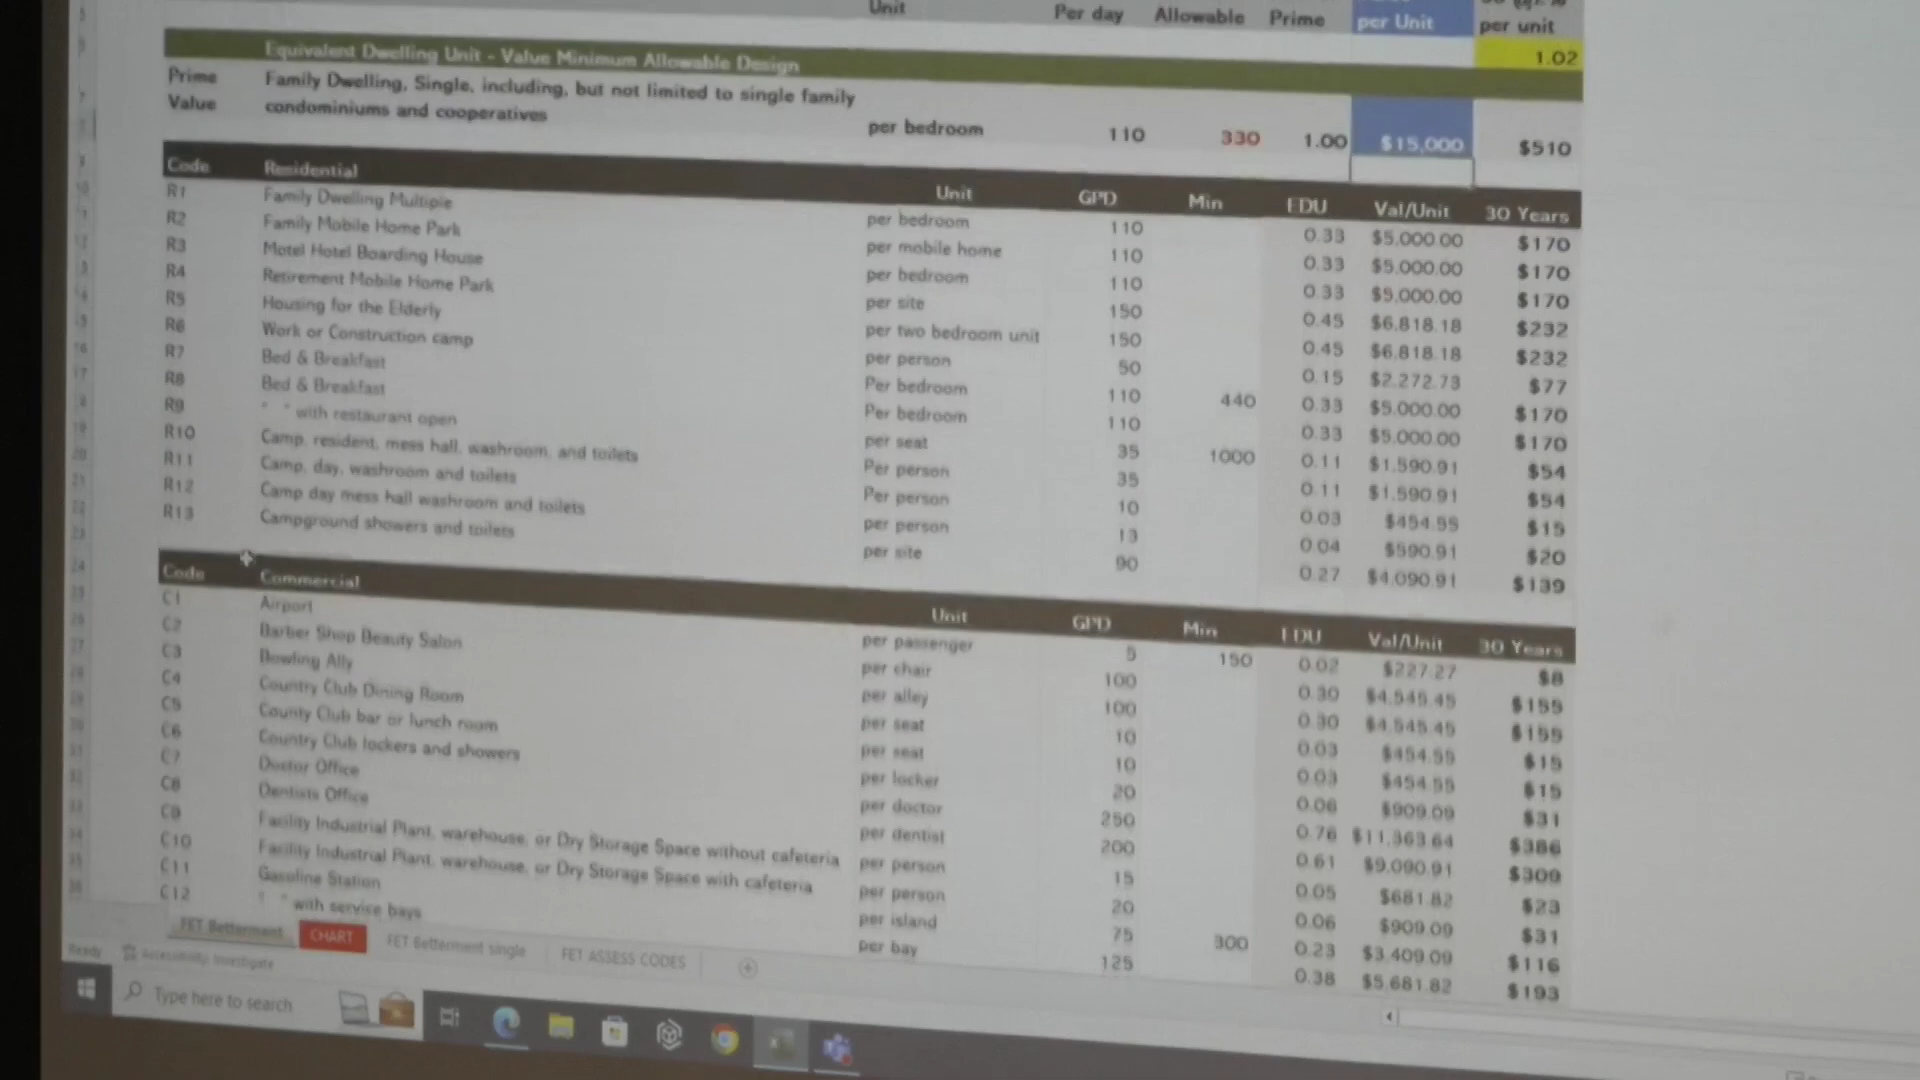 Unit Per day Allowable Prime per Unit per unit
1.02
Equivalent Dwelling Unit - Value Minimum Allowable Design
Prime Value Family Dwelling, Single, including, but not limited to single family condominiums and cooperatives per bedroom 110 330 1.00 $15,000 $510
Code Residential Unit GPD Min EDU Val/Unit 30 Years
R1 Family Dwelling Multiple per bedroom 110 0.33 $5,000.00 $170
R2 Family Mobile Home Park per mobile home 110 0.33 $5,000.00 $170
R3 Motel Hotel Boarding House per bedroom 110 0.33 $5,000.00 $170
R4 Retirement Mobile Home Park per site 150 0.45 $6,818.18 $232
R5 Housing for the Elderly per two bedroom unit 150 0.45 $6,818.18 $232
R6 Work or Construction camp per person 50 0.15 $2,272.73 $77
R7 Bed & Breakfast Per bedroom 110 440 0.33 $5,000.00 $170
R8 Bed & Breakfast Per bedroom 110 0.33 $5,000.00 $170
R9 " " with restaurant open per seat 35 1000 0.11 $1,590.91 $54
R10 Camp, resident, mess hall, washroom, and toilets Per person 35 0.11 $1,590.91 $54
R11 Camp, day, washroom and toilets Per person 10 0.03 $454.55 $15
R12 Camp day mess hall washroom and toilets per person 13 0.04 $590.91 $20
R13 Campground showers and toilets per site 90 0.27 $4,090.91 $139
Code Commercial Unit GPD Min EDU Val/Unit 30 Years
C1 Airport per passenger 5 150 0.02 $227.27 $8
C2 Barber Shop Beauty Salon per chair 100 0.30 $4,545.45 $155
C3 Bowling Ally per alley 100 0.30 $4,545.45 $155
C4 Country Club Dining Room per seat 10 0.03 $454.55 $15
C5 County Club bar or lunch room per seat 10 0.03 $454.55 $15
C6 Country Club lockers and showers per locker 20 0.06 $909.09 $31
C7 Doctor Office per doctor 250 0.76 $11,363.64 $386
C8 Dentists Office per dentist 200 0.61 $9,090.91 $309
C9 Facility Industrial Plant, warehouse, or Dry Storage Space without cafeteria per person 15 0.05 $681.82 $23
C10 Facility Industrial Plant, warehouse, or Dry Storage Space with cafeteria per person 20 0.06 $909.09 $31
C11 Gasoline Station per island 75 300 0.23 $3,409.09 $116
C12 " " with service bays per bay 125 0.38 $5,681.82 $193
FET Betterment CHART FET Betterment single FET ASSESS CODES
Ready Accessibility: Investigate
Type here to search